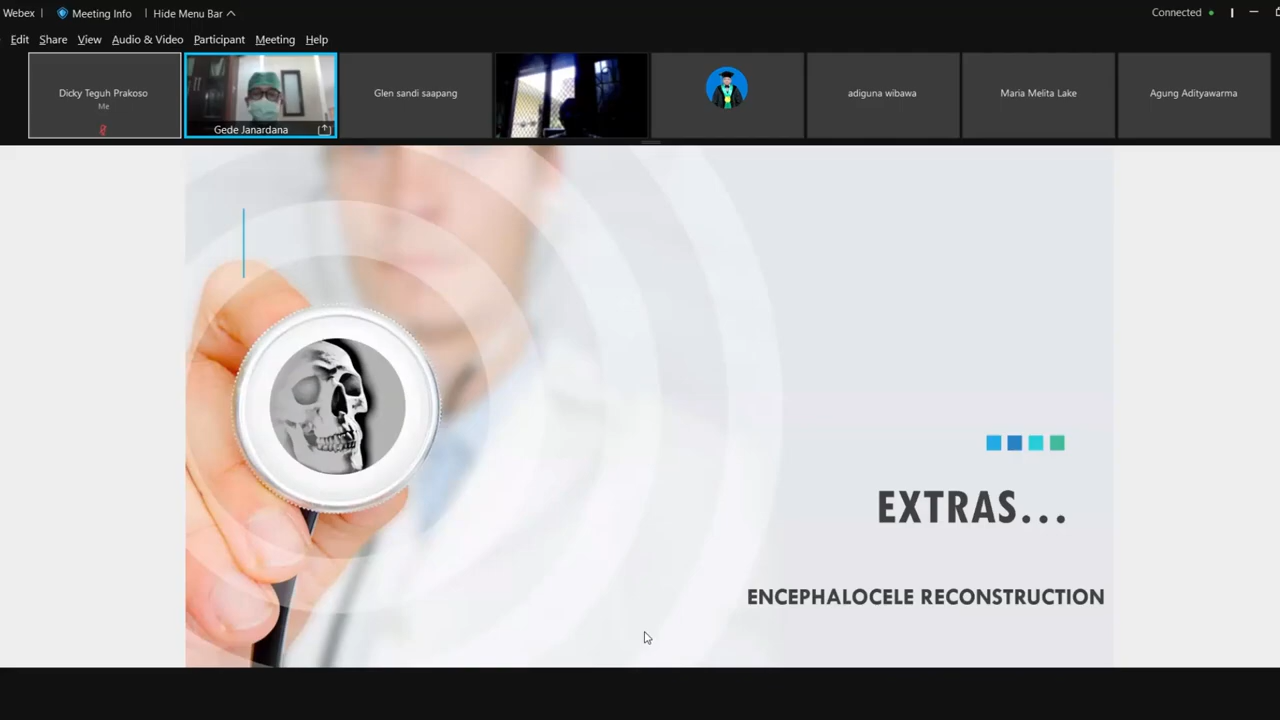 Webex
Meeting Info
Hide Menu Bar
Connected
Edit
Share
View
Audio & Video
Participant
Meeting
Help
Dicky Teguh Prakoso
Me
Gede Janardana
Glen sandi saapang
adiguna wibawa
Maria Melita Lake
Agung Adityawarma
EXTRAS...
ENCEPHALOCELE RECONSTRUCTION